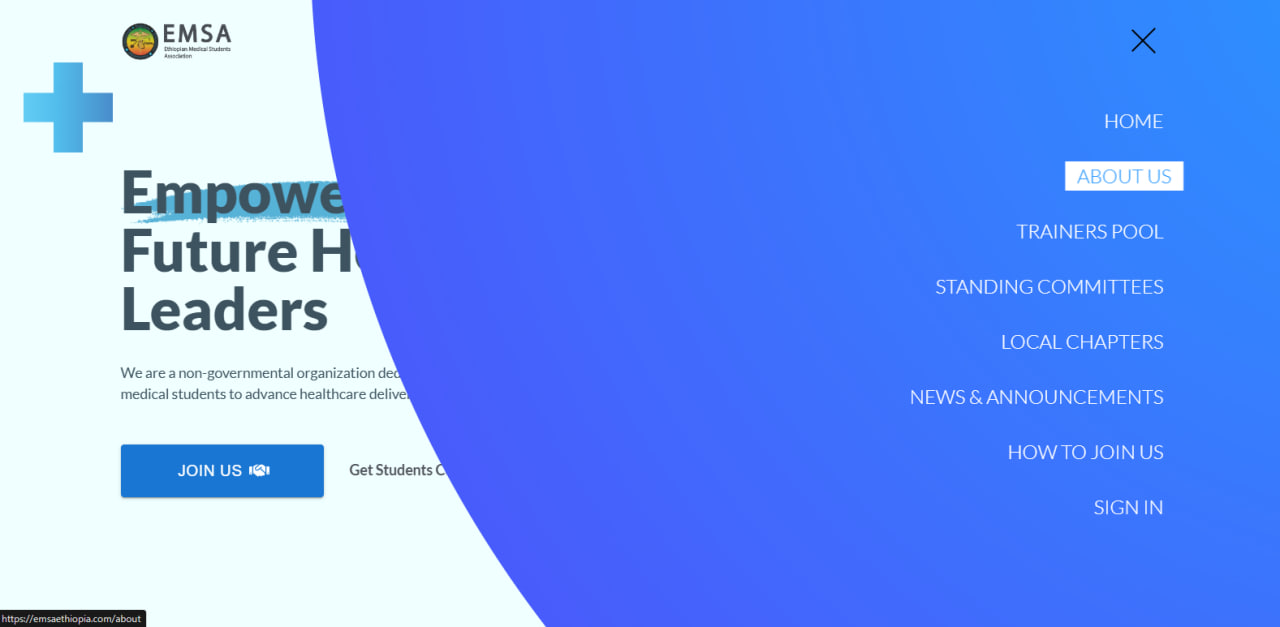 EMSA
Ethiopian Medical Students
Association
HOME
ABOUT US
TRAINERS POOL
STANDING COMMITTEES
LOCAL CHAPTERS
NEWS & ANNOUNCEMENTS
HOW TO JOIN US
SIGN IN
Empowe
Future H
Leaders
We are a non-governmental organization
medical students to advance healthcare
JOIN US
Get Students
https://emsaethiopia.com/about